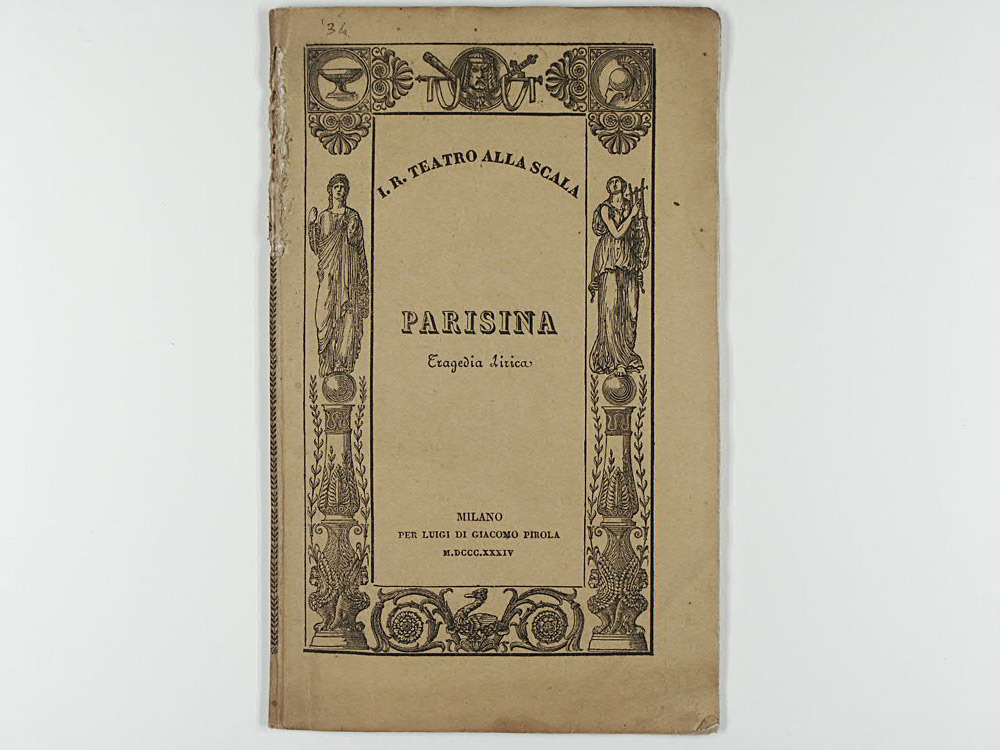 '34
I. R. TEATRO ALLA SCALA
PARISINA
Tragedia lirica
MILANO
PER LUIGI DI GIACOMO PIROLA
M.DCCC.XXXIV